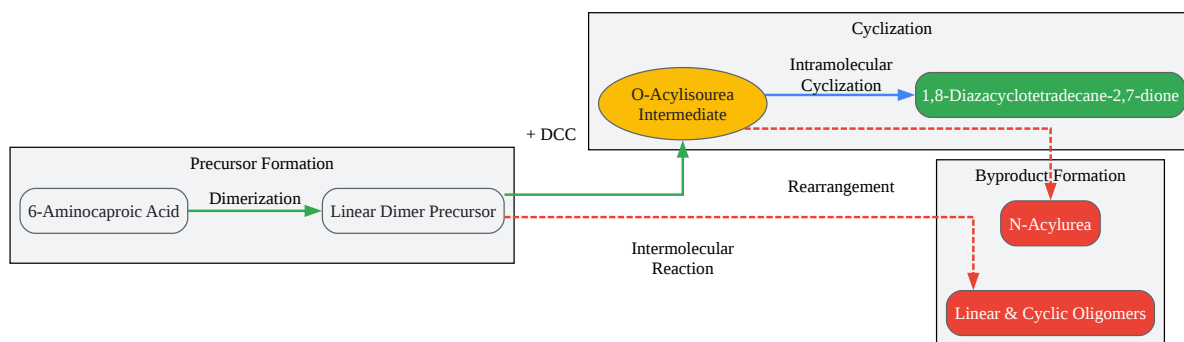 Cyclization
Intramolecular
Cyclization
O-Acylisourea
Intermediate
1,8-Diazacyclotetradecane-2,7-dione
+ DCC
Precursor Formation
6-Aminocaproic Acid
Dimerization
Linear Dimer Precursor
Rearrangement
Intermolecular
Reaction
Byproduct Formation
N-Acylurea
Linear & Cyclic Oligomers